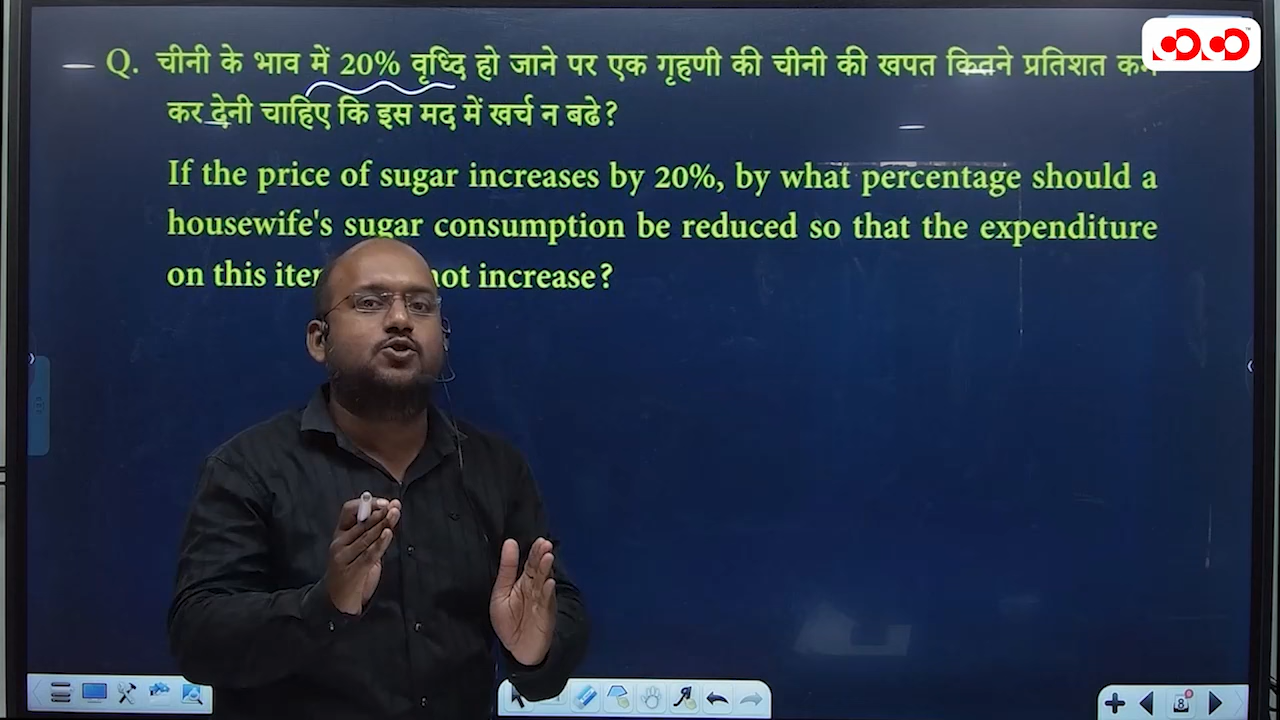 Q. चीनी के भाव में 20% वृध्दि हो जाने पर एक गृहणी की चीनी की खपत कितने प्रतिशत कम
कर देनी चाहिए कि इस मद में खर्च न बढे?
If the price of sugar increases by 20%, by what percentage should a
housewife's sugar consumption be reduced so that the expenditure
on this not increase?
8